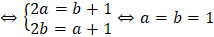 ⇔ {2a = b + 1
2b = a + 1 ⇔ a = b = 1